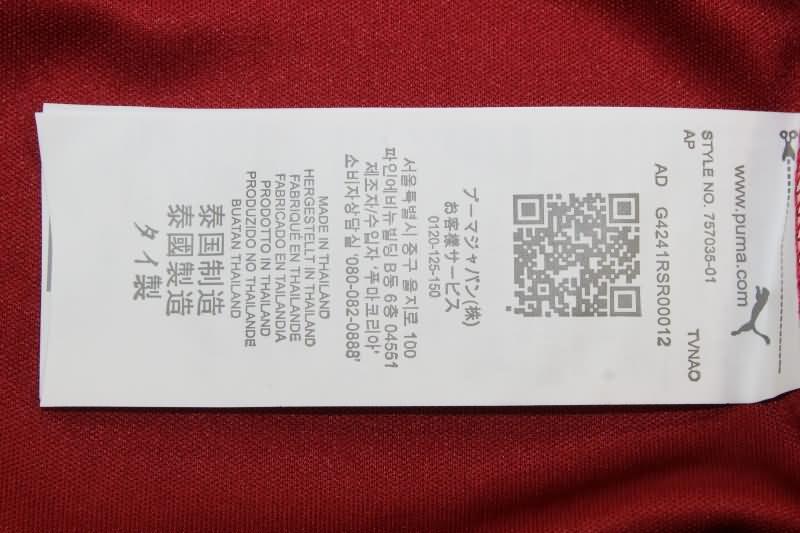 www.puma.com
STYLE NO. 757035-01
AP
TVNAO
AD G4241RSR00012
プーマジャパン(株)
お客様サービス
0120-125-150
서울특별시 중구 을지로 100
파인에비뉴빌딩 B동 6층 04551
제조자/수입자 '푸마코리아'
소비자상담실 '080-082-0888'
MADE IN THAILAND
HERGESTELLT IN THAILAND
FABRIQUÉ EN THAILANDE
FABRICADO EN TAILANDIA
PRODOTTO IN THAILAND
PRODUZIDO NO THAILANDE
BUATAN THAILAND
泰国制造
泰國製造
タイ製